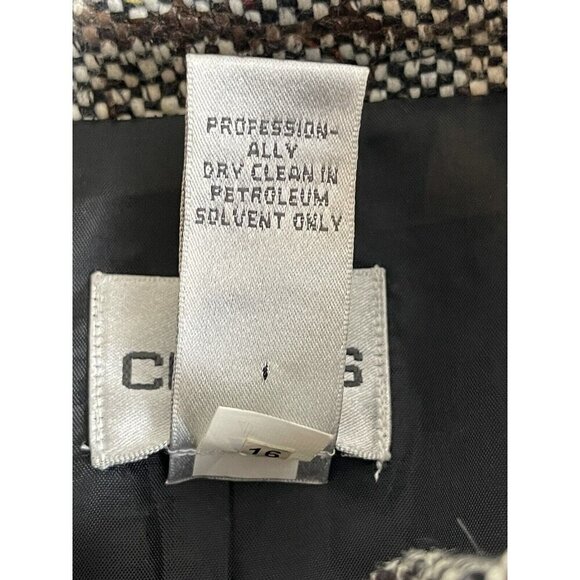 PROFESSION-
ALLY
DRY CLEAN IN
PETROLEUM
SOLVENT ONLY
16